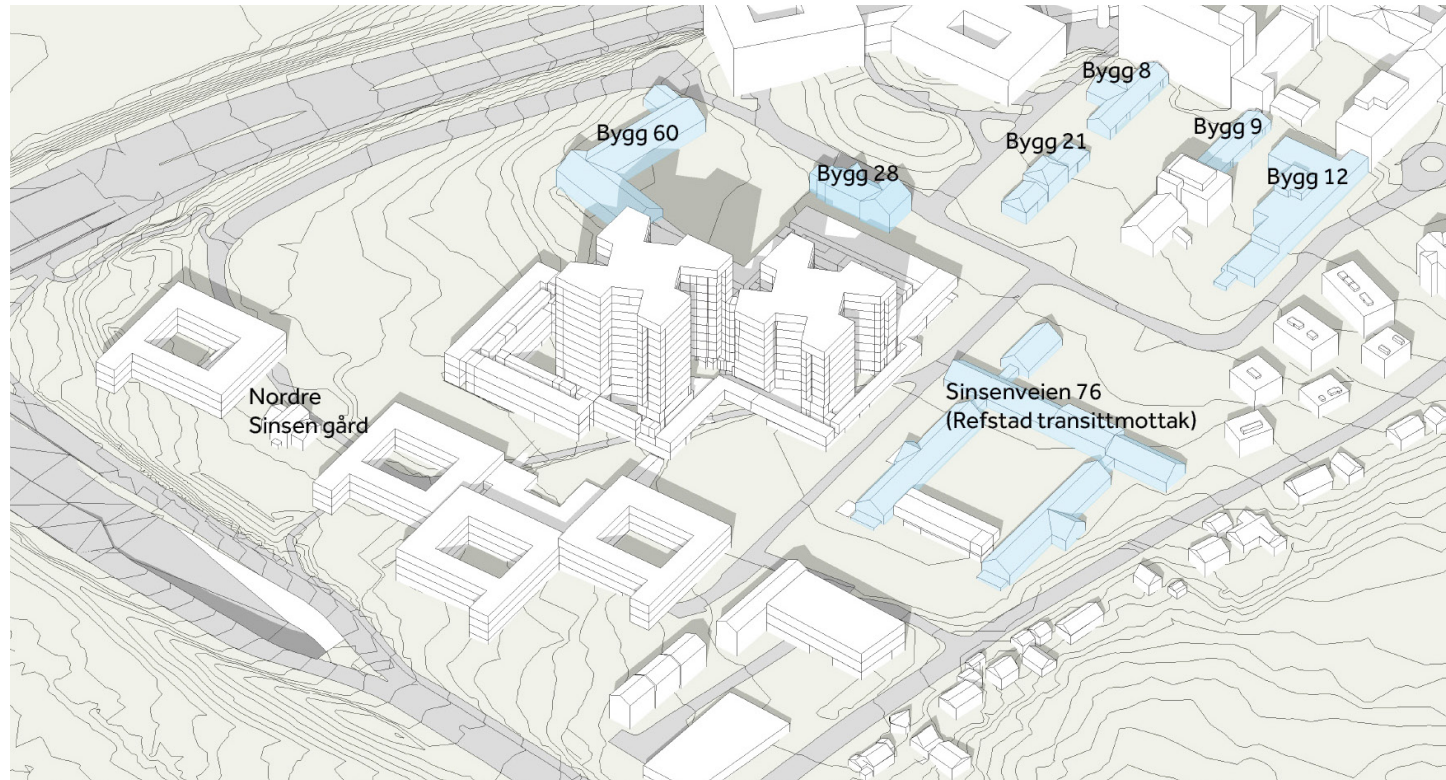 Bygg 8
Bygg 60
Bygg 9
Bygg 21
Bygg 28
Bygg 12
Nordre
Sinsen gård
Sinsenveien 76
(Refstad transittmottak)